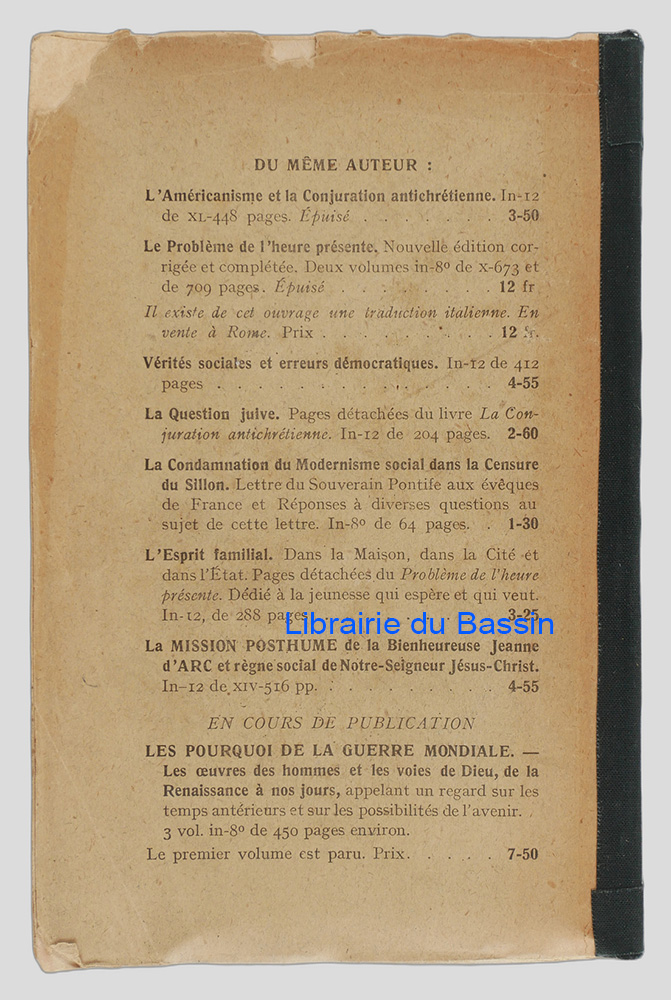 DU MÊME AUTEUR :
L'Américanisme et la Conjuration antichrétienne. In-12
de XL-448 pages. Épuisé . . . . . . . 3-50
Le Problème de l'heure présente. Nouvelle édition cor-
rigée et complétée. Deux volumes in-8º de X-673 et
de 709 pages. Épuisé . . . . . . . . 12 fr
Il existe de cet ouvrage une traduction italienne. En
vente à Rome. Prix . . . . . . . . . 12 fr.
Vérités sociales et erreurs démocratiques. In-12 de 412
pages . . . . . . . . . . . . . 4-55
La Question juive. Pages détachées du livre La Con-
juration antichrétienne. In-12 de 204 pages. 2-60
La Condamnation du Modernisme social dans la Censure
du Sillon. Lettre du Souverain Pontife aux évêques
de France et Réponses à diverses questions au
sujet de cette lettre. In-8º de 64 pages. . 1-30
L'Esprit familial. Dans la Maison, dans la Cité et
dans l'État. Pages détachées du Problème de l'heure
présente. Dédié à la jeunesse qui espère et qui veut.
In-12, de 288 pages . . . . . . . . 3-25
Librairie du Bassin
La MISSION POSTHUME de la Bienheureuse Jeanne
d'ARC et règne social de Notre-Seigneur Jésus-Christ.
In-12 de XIV-516 pp. . . . . . . . . 4-55
EN COURS DE PUBLICATION
LES POURQUOI DE LA GUERRE MONDIALE. —
Les œuvres des hommes et les voies de Dieu, de la
Renaissance à nos jours, appelant un regard sur les
temps antérieurs et sur les possibilités de l'avenir.
3 vol. in-8º de 450 pages environ.
Le premier volume est paru. Prix. . . . . 7-50